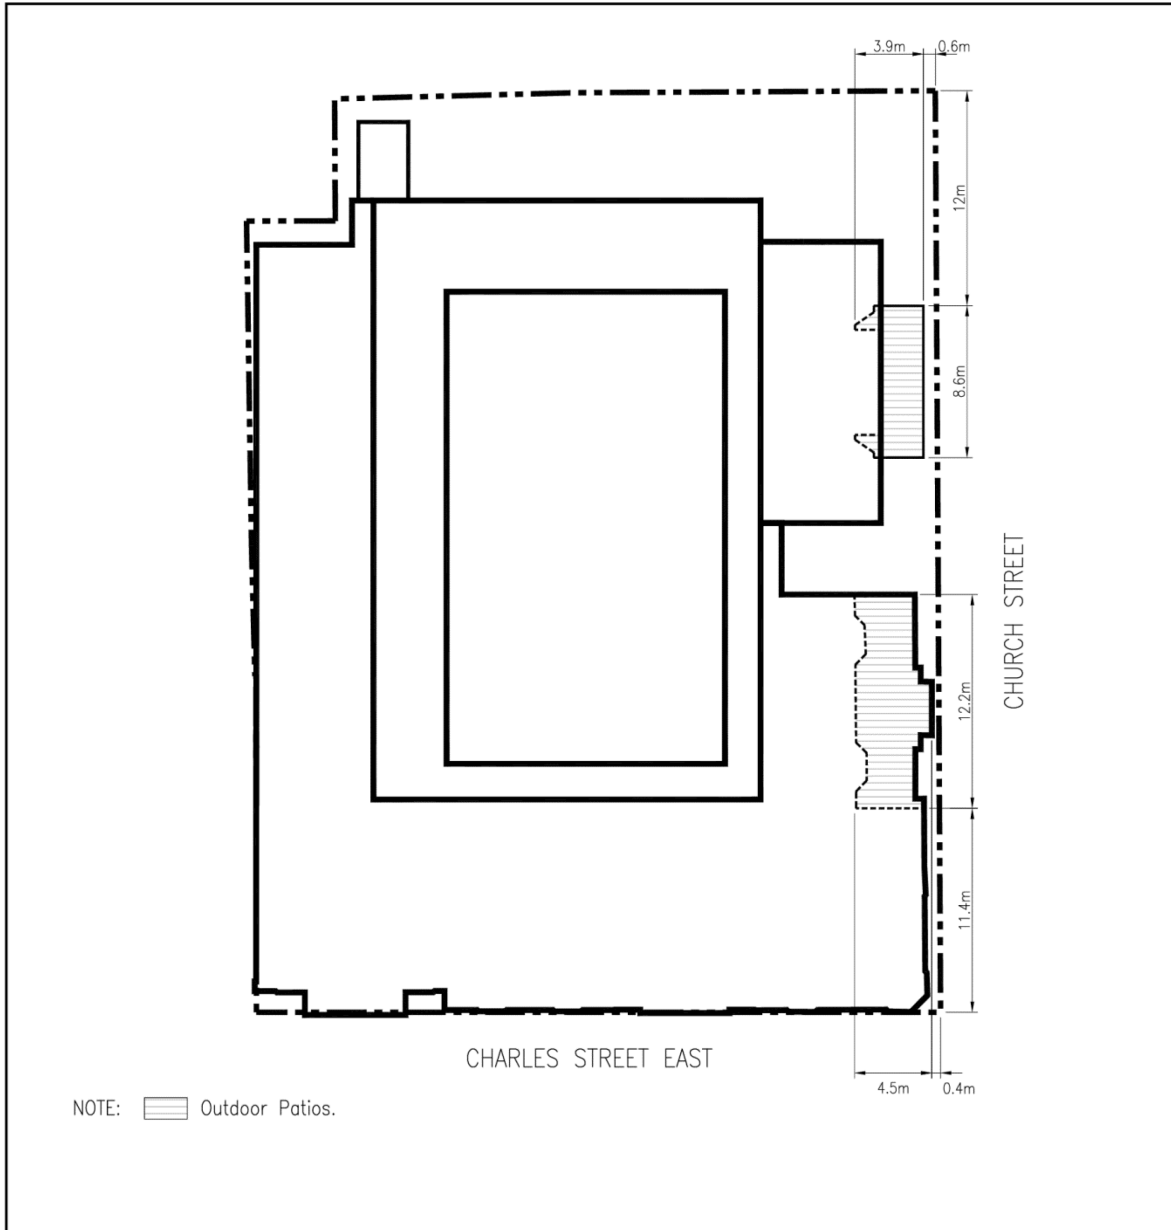 3.9m 0.6m
12m
8.6m
CHURCH STREET
12.2m
11.4m
CHARLES STREET EAST
4.5m 0.4m
NOTE: Outdoor Patios.